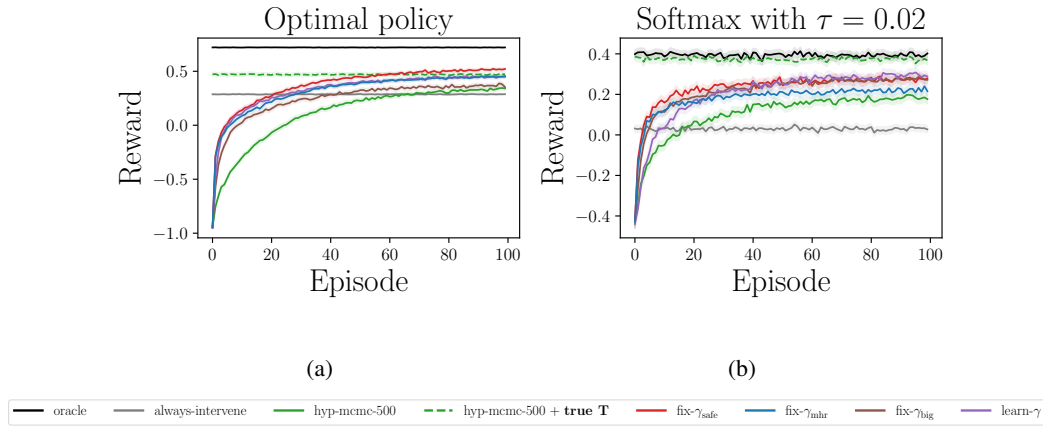 Optimal policy
0.5
0.0
−0.5
−1.0
Reward
0
20
40
60
80
100
Episode
(a)
Softmax with τ = 0.02
0.4
0.2
0.0
−0.2
−0.4
Reward
0
20
40
60
80
100
Episode
(b)
oracle always-intervene hyp-mcmc-500 hyp-mcmc-500 + true T fix-γsafe fix-γmhr fix-γbig learn-γ